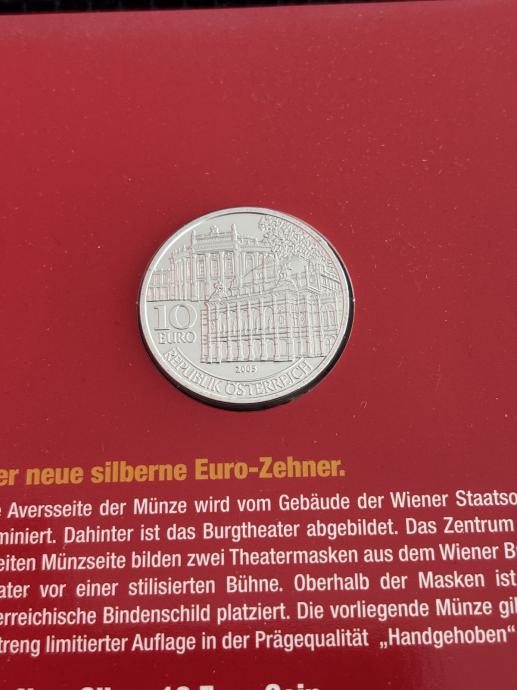 10
EURO
2005
REPUBLIK ÖSTERREICH
er neue silberne Euro-Zehner.
e Aversseite der Münze wird vom Gebäude der Wiener Staatso
miniert. Dahinter ist das Burgtheater abgebildet. Das Zentrum
eiten Münzseite bilden zwei Theatermasken aus dem Wiener B
ater vor einer stilisierten Bühne. Oberhalb der Masken ist
erreichische Bindenschild platziert. Die vorliegende Münze gil
treng limitierter Auflage in der Prägequalität „Handgehoben"